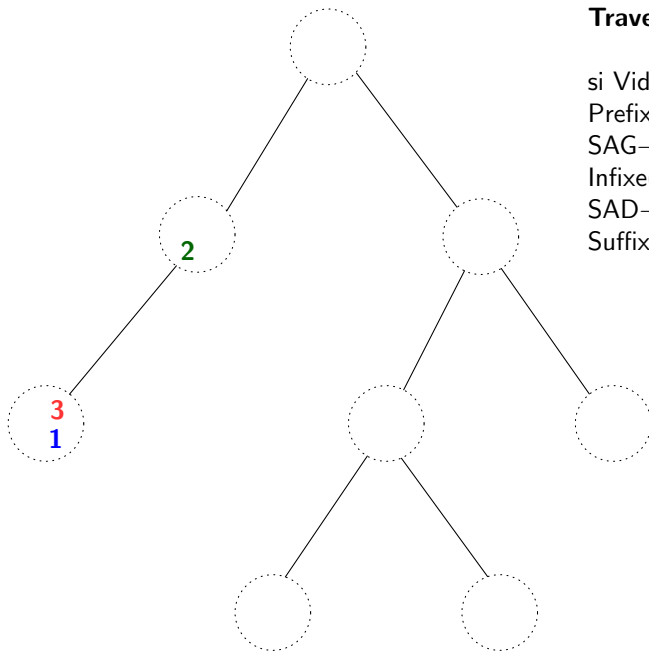 Trave
si Vid
Prefix
SAG–
Infixe
SAD–
Suffix
2
3
1